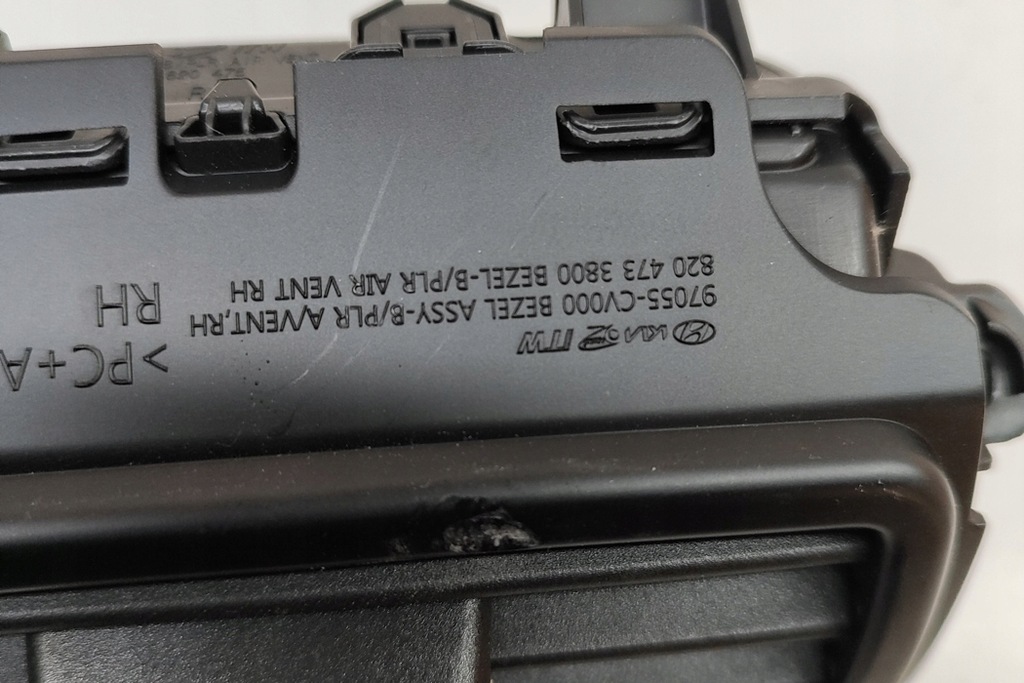 KIA ITW
97055-CV000 BEZEL ASSY-B/PLR A/VENT,RH
820 473 3800 BEZEL-B/PLR AIR VENT RH
>PC+A
RH